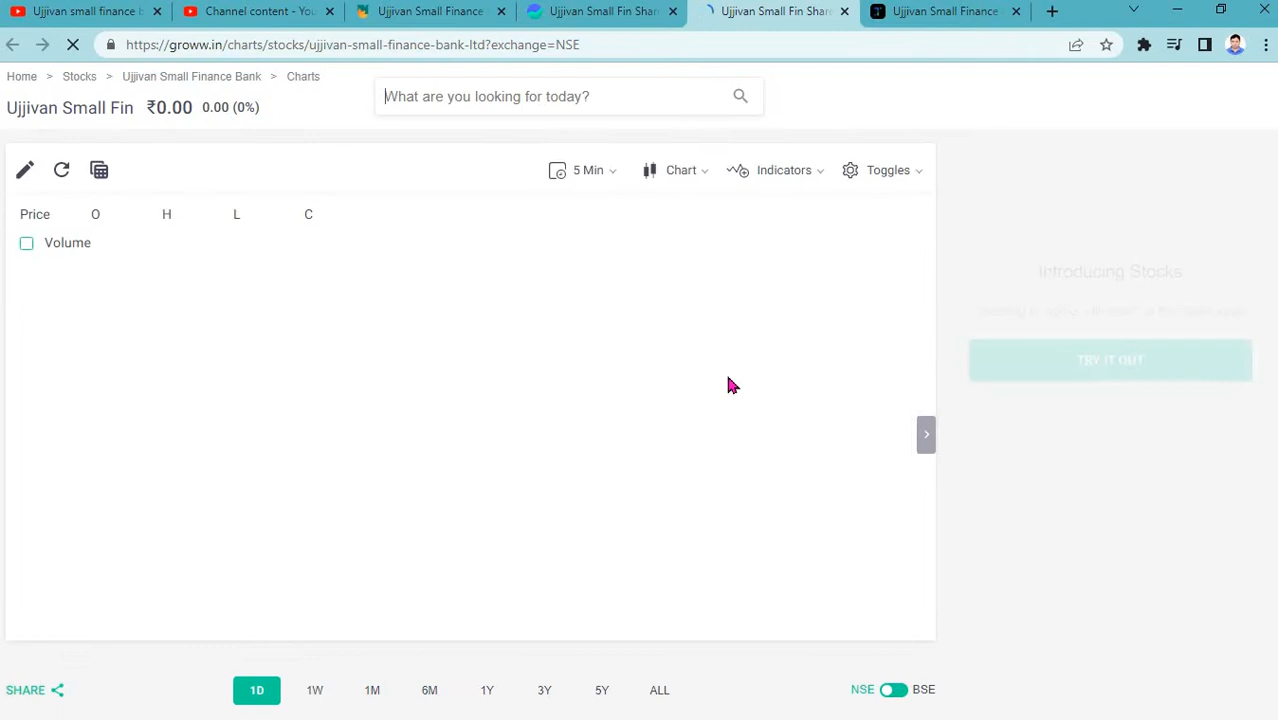 Ujjivan small finance b
Channel content - You
Ujjivan Small Finance
Ujjivan Small Fin Shar
Ujjivan Small Fin Shar
Ujjivan Small Finance
https://groww.in/charts/stocks/ujjivan-small-finance-bank-ltd?exchange=NSE
Home > Stocks > Ujjivan Small Finance Bank > Charts
What are you looking for today?
Ujjivan Small Fin ₹0.00 0.00 (0%)
5 Min Chart Indicators Toggles
Price O H L C
Volume
Introducing Stocks
TRY IT OUT
SHARE 1D 1W 1M 6M 1Y 3Y 5Y ALL NSE BSE